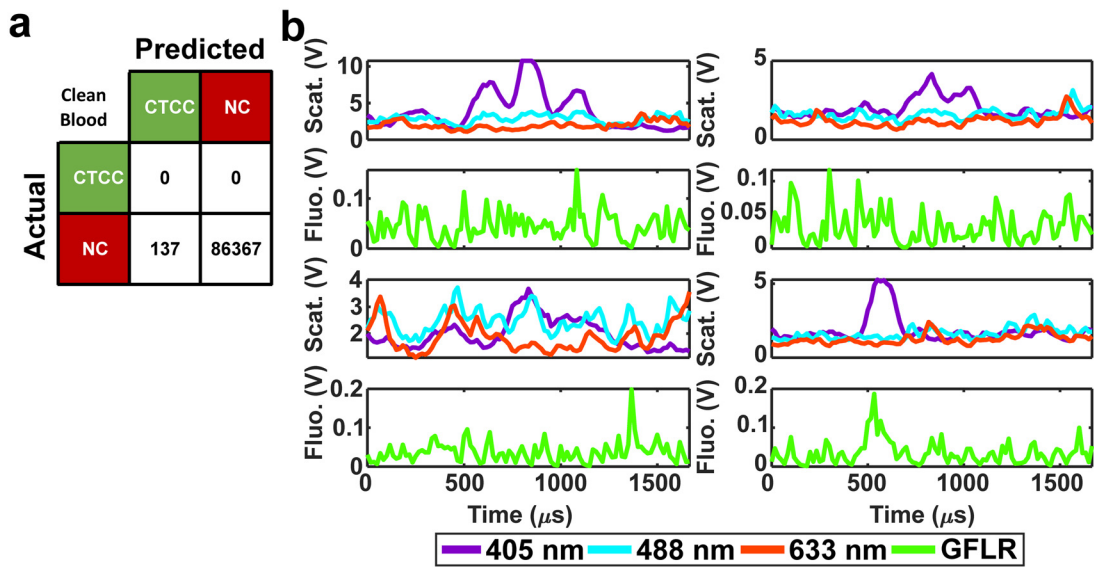 a
Predicted
Clean
Blood
CTCC
NC
Actual
CTCC
0
0
NC
137
86367
b
Scat. (V)
10
5
0
Scat. (V)
5
0
Fluo. (V)
0.1
0
Fluo. (V)
0.1
0.05
0
Scat. (V)
4
3
2
Scat. (V)
5
0
Fluo. (V)
0.2
0.1
0
0 500 1000 1500
Time (μs)
Fluo. (V)
0.2
0.1
0
0 500 1000 1500
Time (μs)
405 nm 488 nm 633 nm GFLR